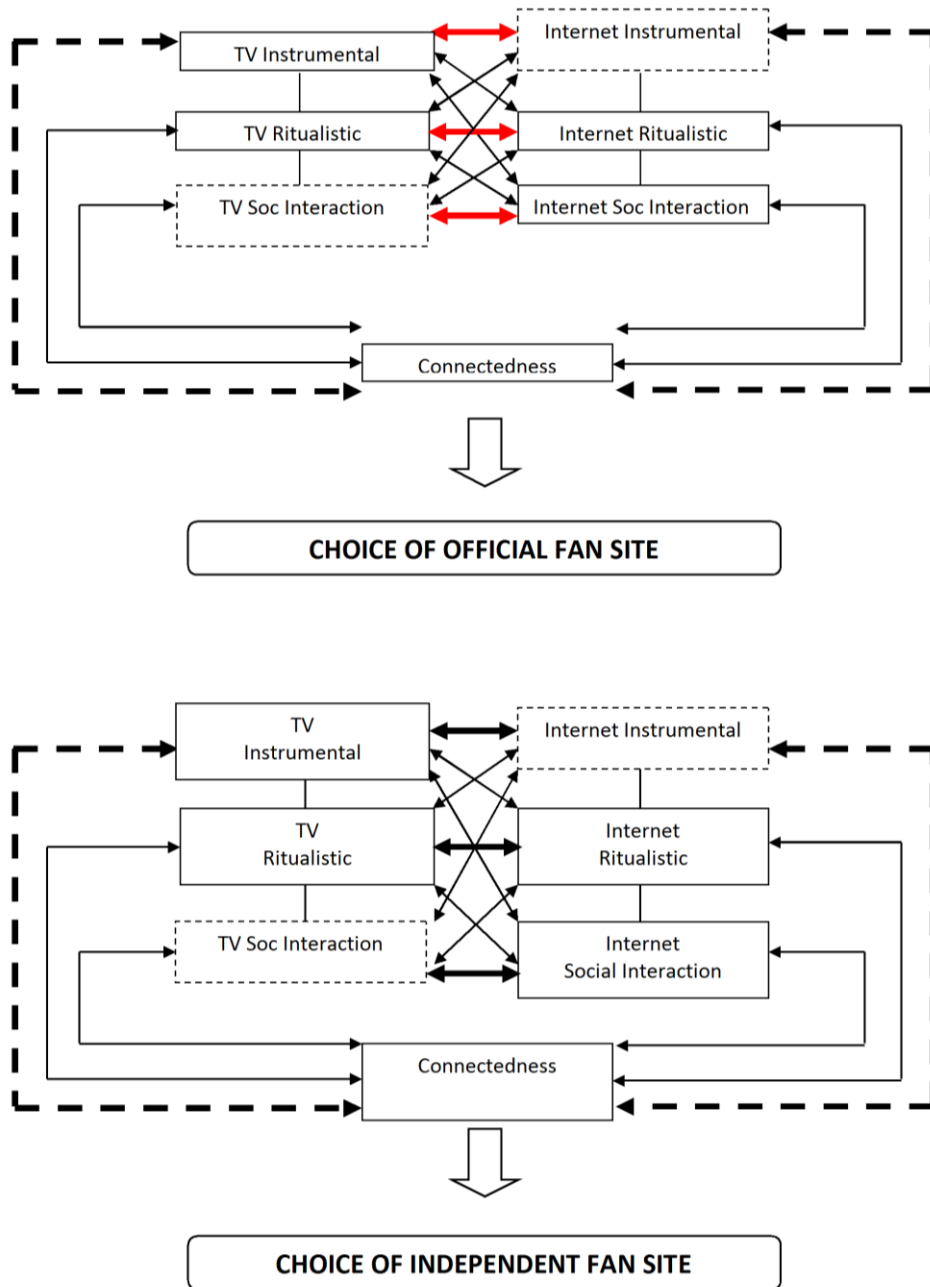 TV Instrumental
Internet Instrumental
TV Ritualistic
Internet Ritualistic
TV Soc Interaction
Internet Soc Interaction
Connectedness
CHOICE OF OFFICIAL FAN SITE
TV
Instrumental
Internet Instrumental
TV
Ritualistic
Internet
Ritualistic
TV Soc Interaction
Internet
Social Interaction
Connectedness
CHOICE OF INDEPENDENT FAN SITE